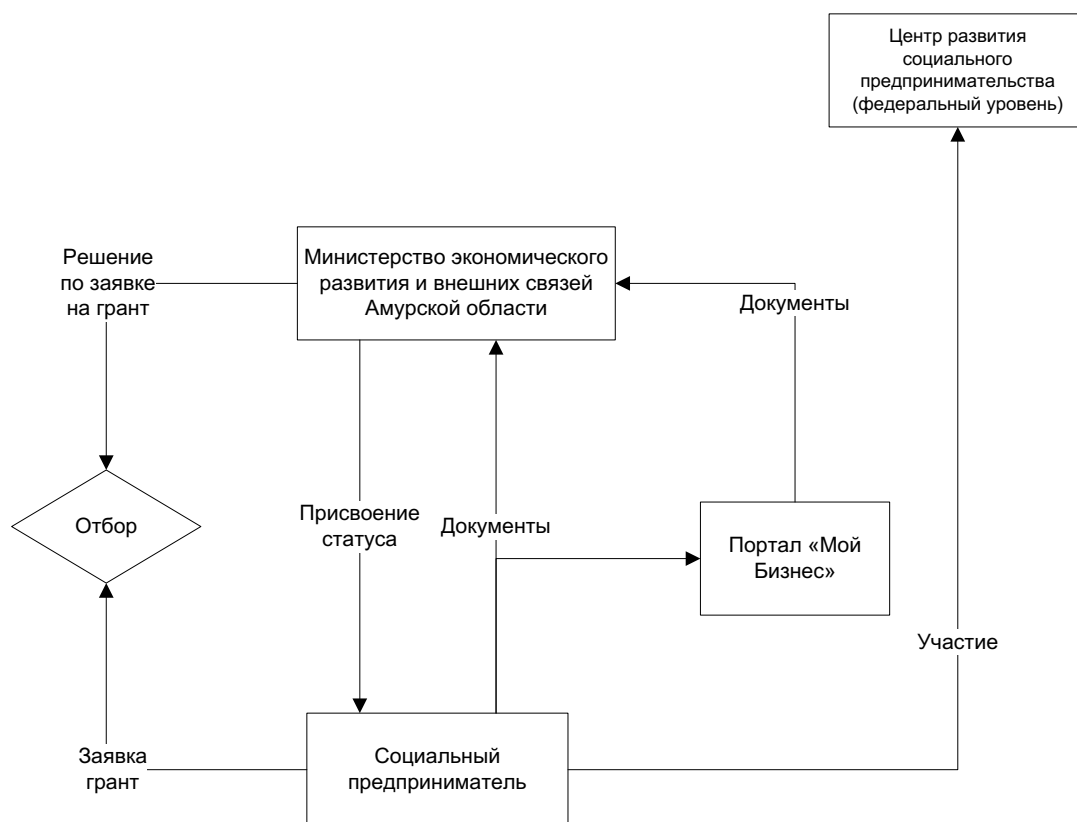 Центр развития
социального
предпринимательства
(федеральный уровень)
Решение
по заявке
на грант
Министерство экономического
развития и внешних связей
Амурской области
Документы
Отбор
Присвоение
статуса
Документы
Портал «Мой
Бизнес»
Участие
Заявка
грант
Социальный
предприниматель